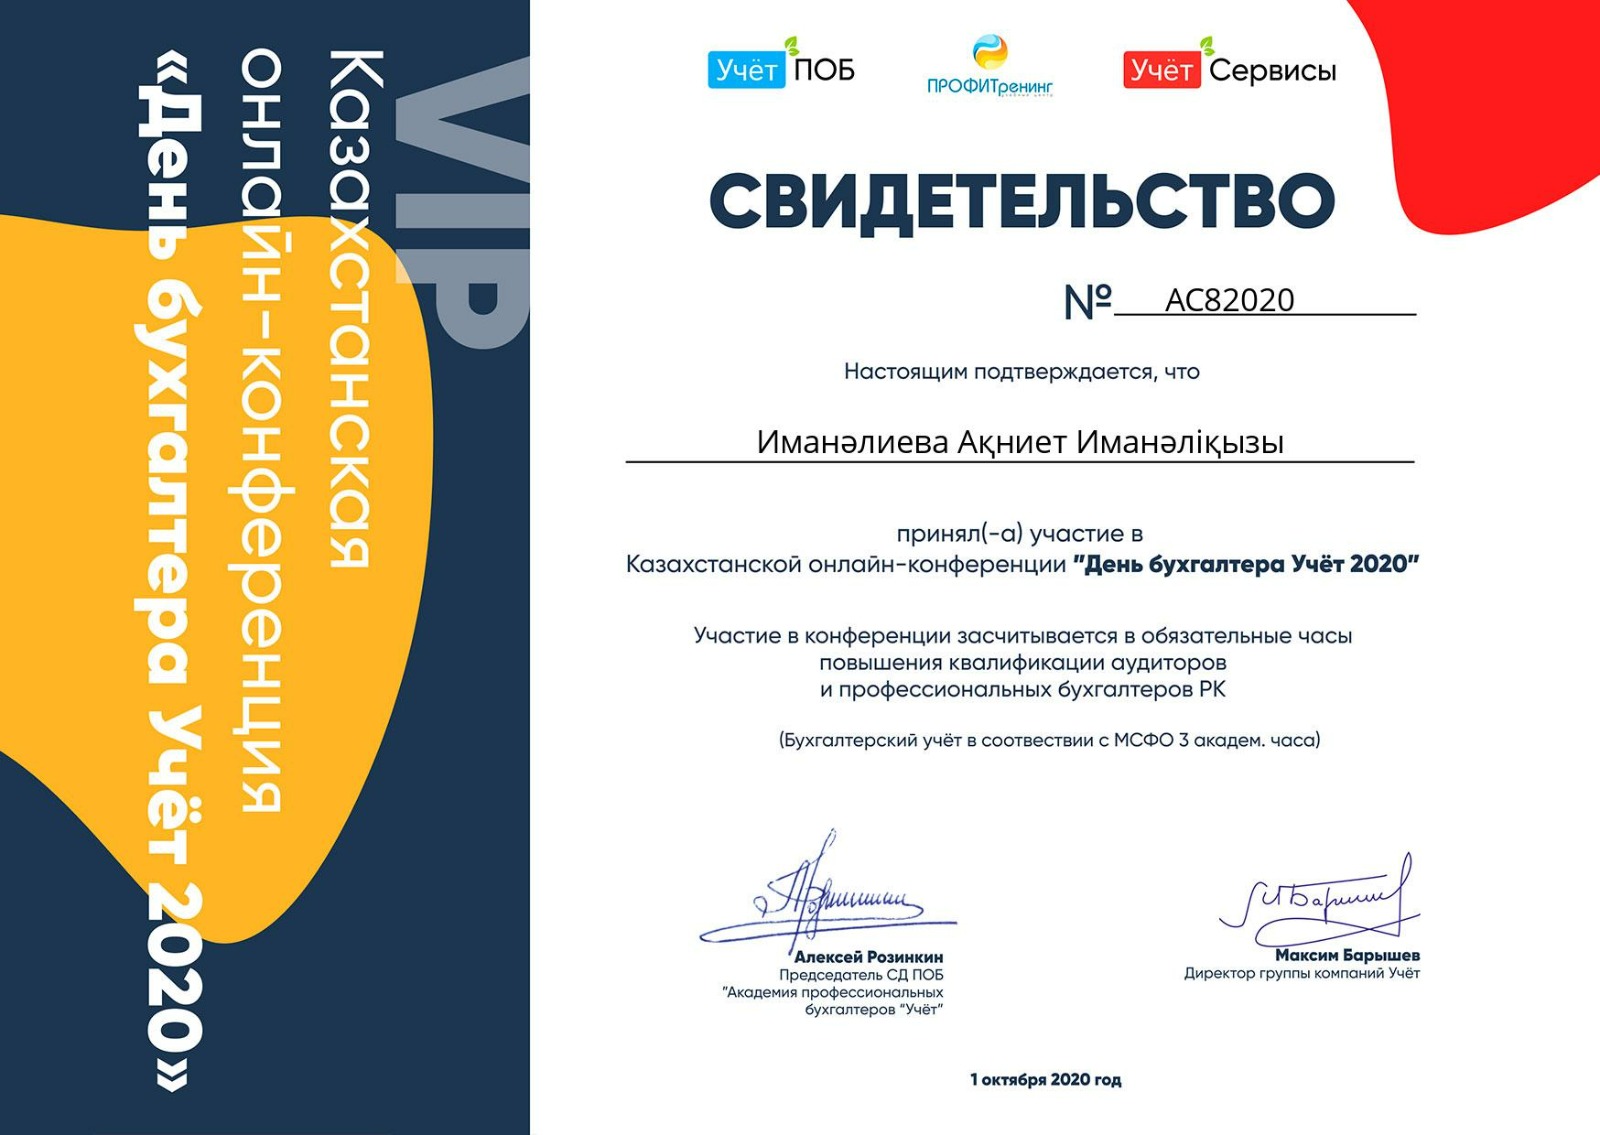 VIP
Казахстанская
онлайн-конференция
«День бухгалтера Учёт 2020»
Учёт ПОБ
ПРОФИТренинг
Учёт Сервисы
СВИДЕТЕЛЬСТВО
№ АС82020
Настоящим подтверждается, что
Иманәлиева Ақниет Иманәліқызы
принял(-а) участие в
Казахстанской онлайн-конференции "День бухгалтера Учёт 2020"
Участие в конференции засчитывается в обязательные часы
повышения квалификации аудиторов
и профессиональных бухгалтеров РК
(Бухгалтерский учёт в соотвествии с МСФО 3 академ. часа)
Алексей Розинкин
Председатель СД ПОБ
"Академия профессиональных
бухгалтеров "Учёт"
Максим Барышев
Директор группы компаний Учёт
1 октября 2020 год